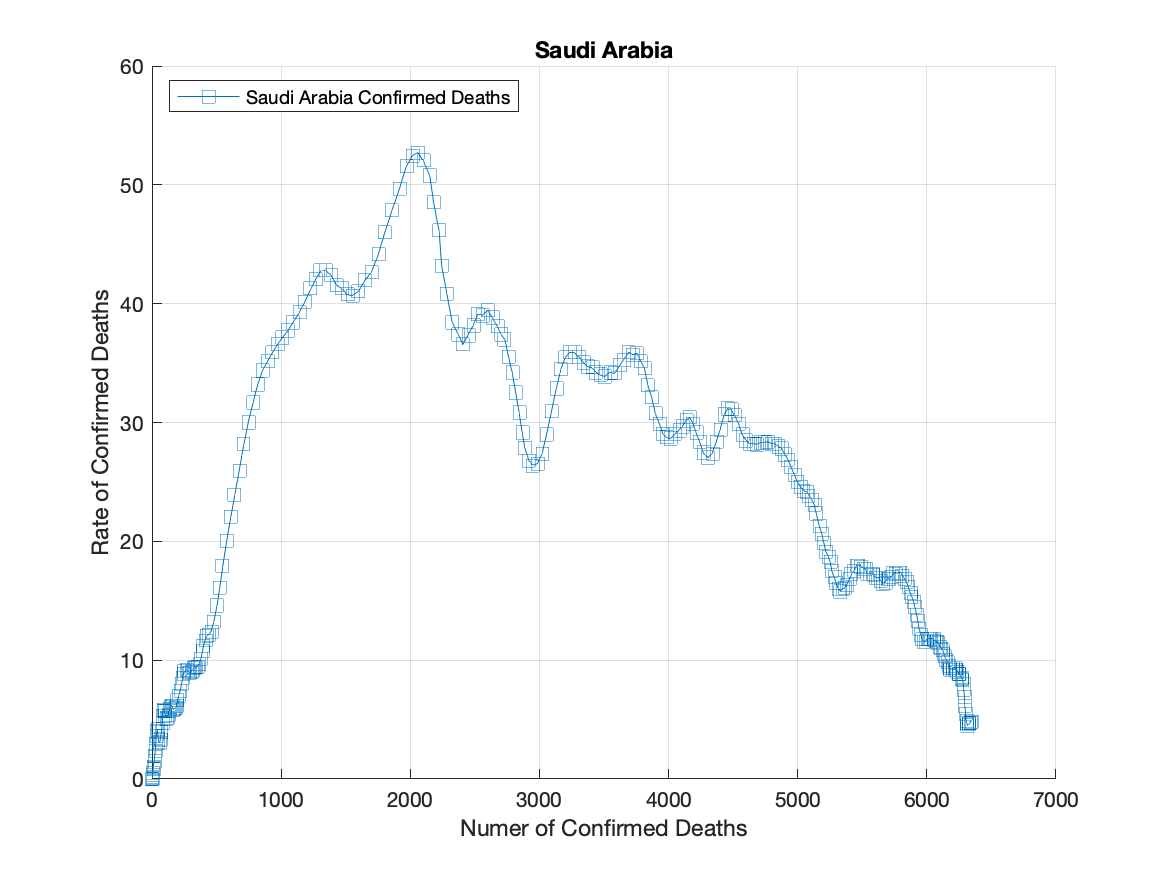 Saudi Arabia
Saudi Arabia Confirmed Deaths
60
50
40
30
20
10
0
Rate of Confirmed Deaths
0 1000 2000 3000 4000 5000 6000 7000
Numer of Confirmed Deaths